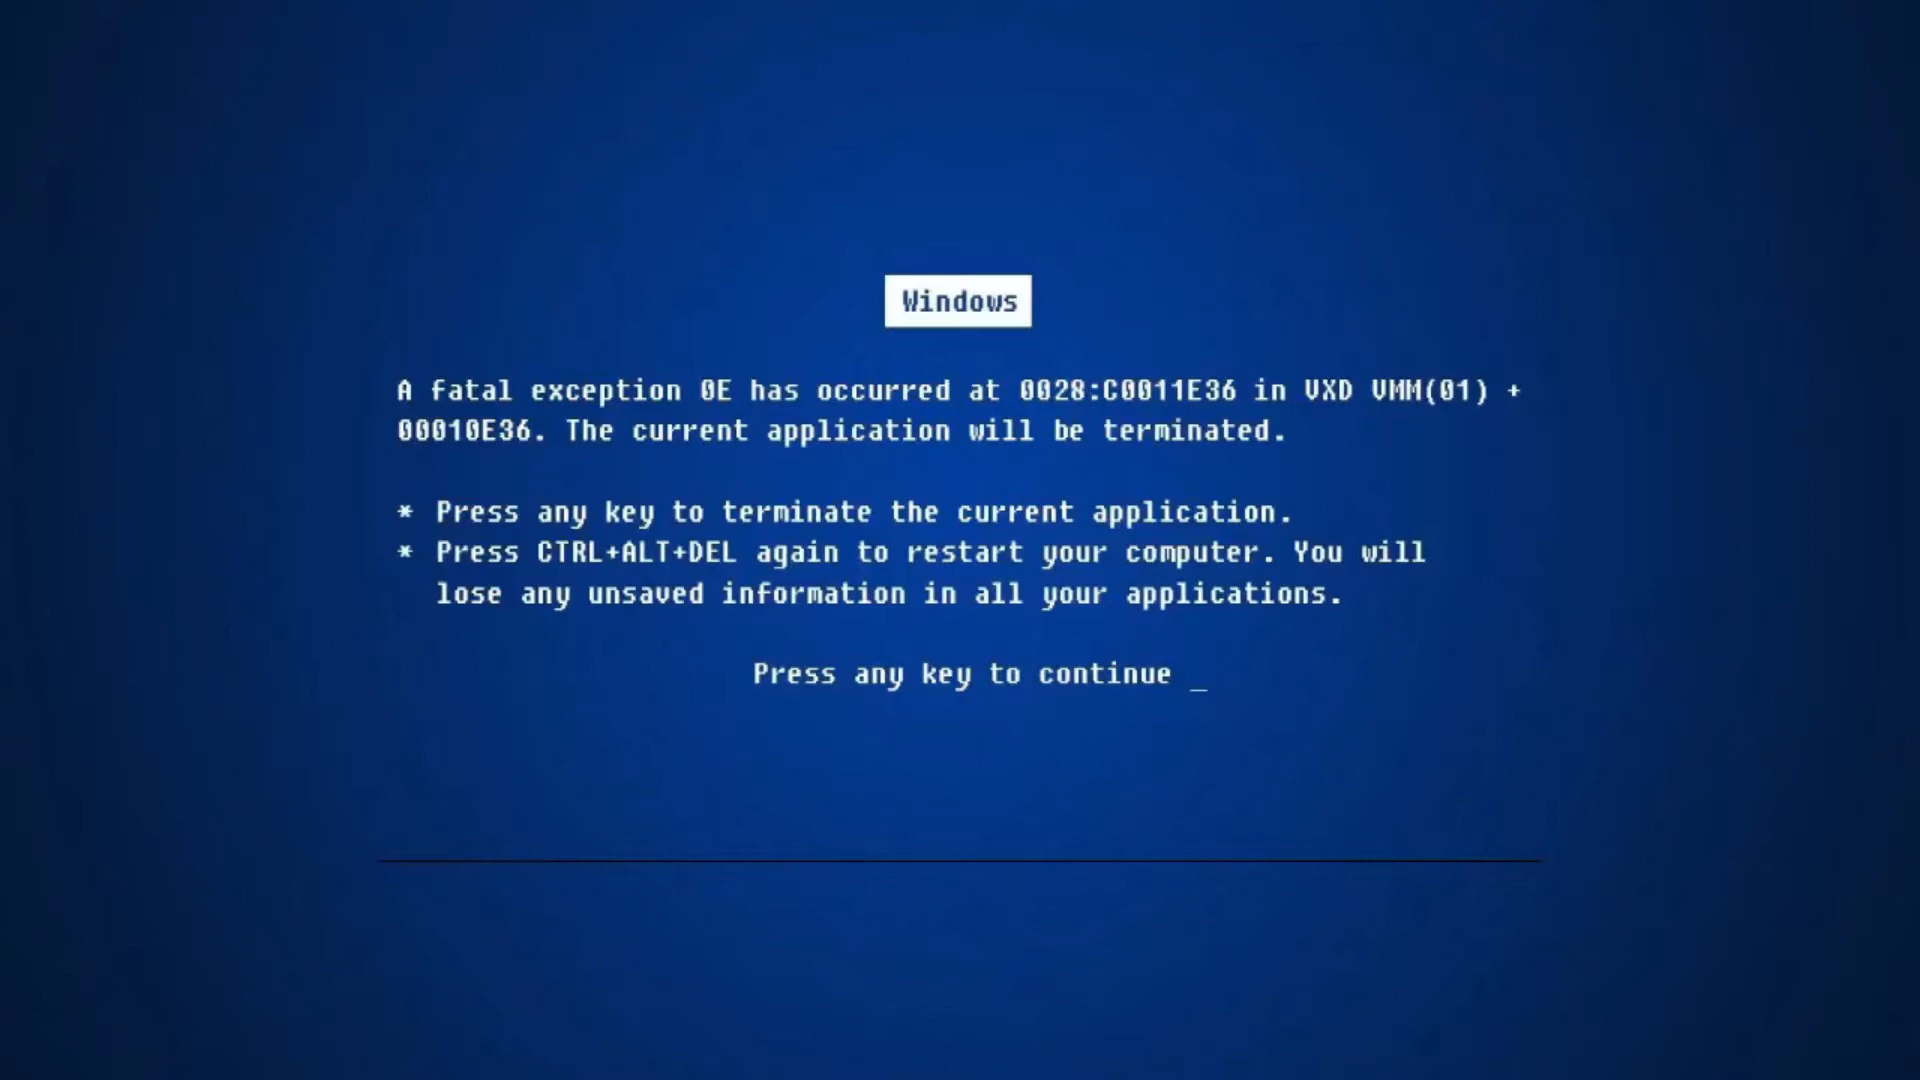 Windows
A fatal exception 0E has occurred at 0028:C0011E36 in VXD VMM(01) +
00010E36. The current application will be terminated.
* Press any key to terminate the current application.
* Press CTRL+ALT+DEL again to restart your computer. You will
lose any unsaved information in all your applications.
Press any key to continue _